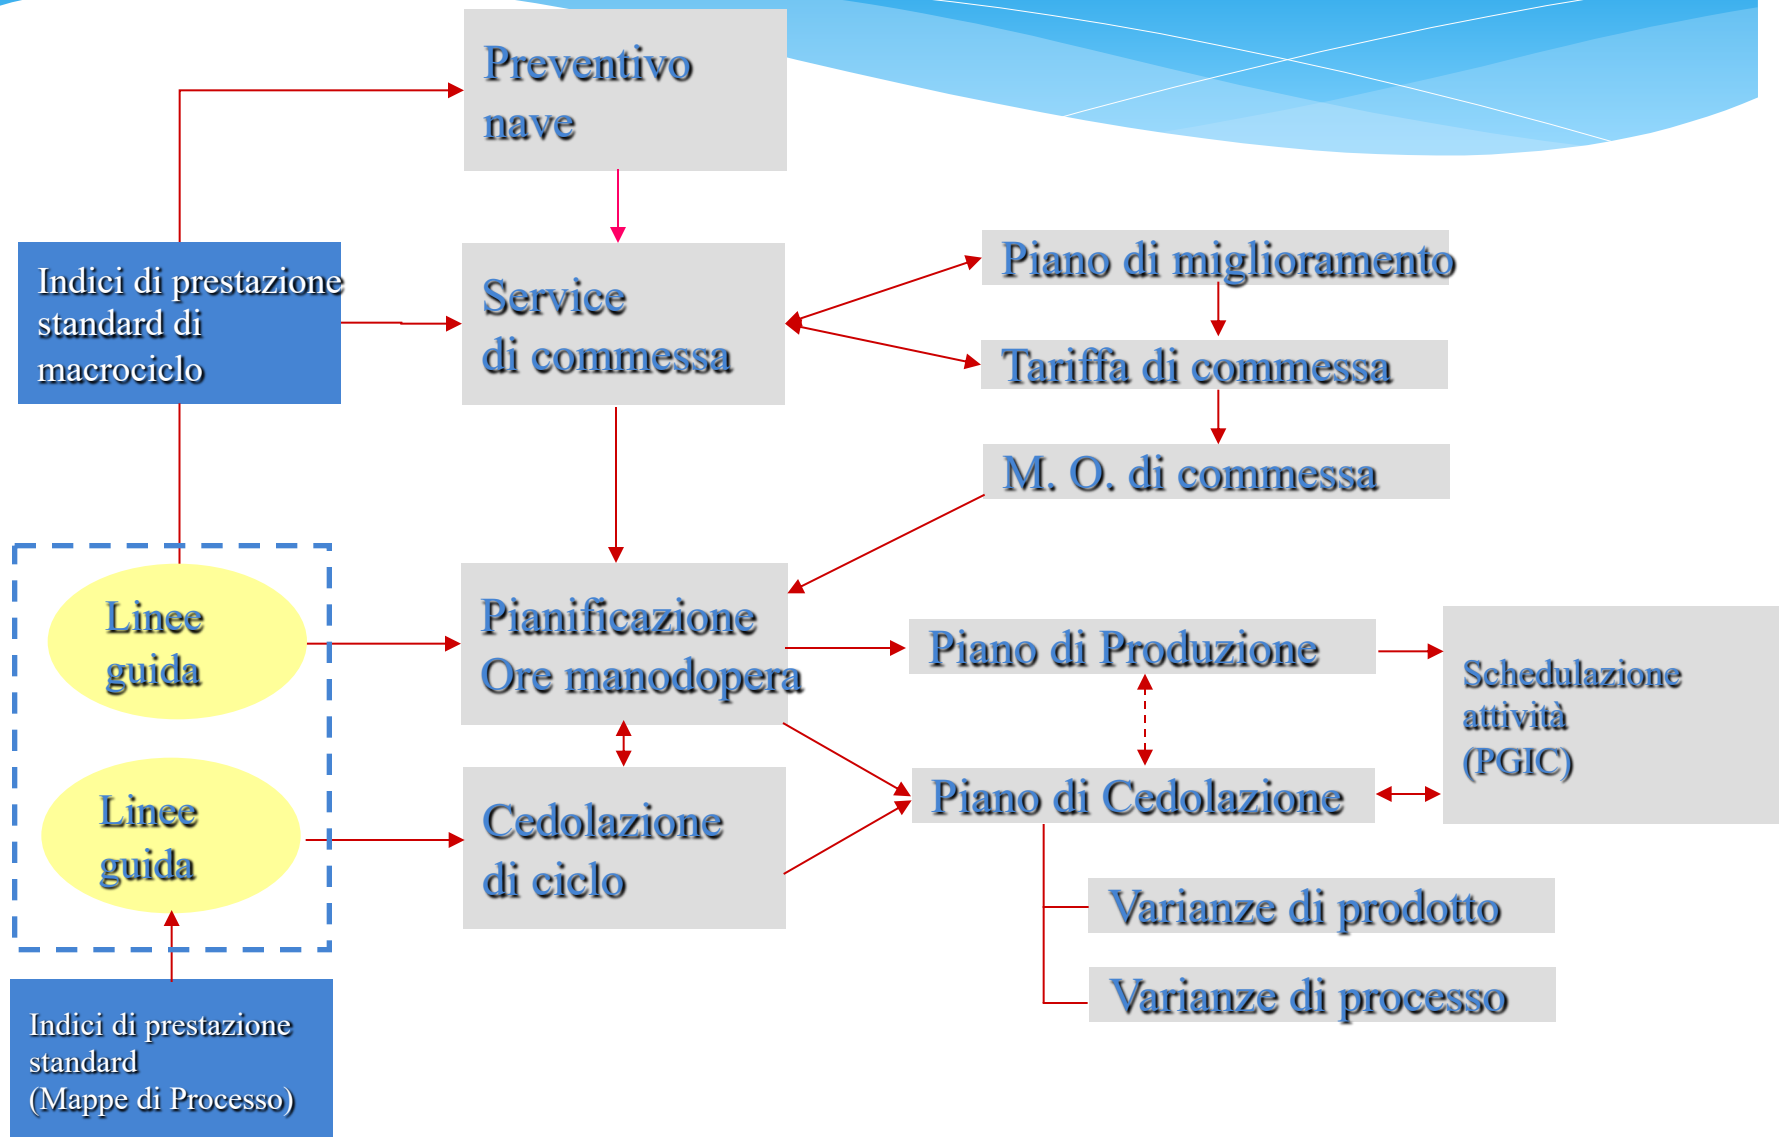 Preventivo
nave
Indici di prestazione
standard di
macrociclo
Service
di commessa
Piano di miglioramento
Tariffa di commessa
M. O. di commessa
Linee
guida
Pianificazione
Ore manodopera
Piano di Produzione
Schedulazione
attività
(PGIC)
Linee
guida
Cedolazione
di ciclo
Piano di Cedolazione
Varianze di prodotto
Varianze di processo
Indici di prestazione
standard
(Mappe di Processo)